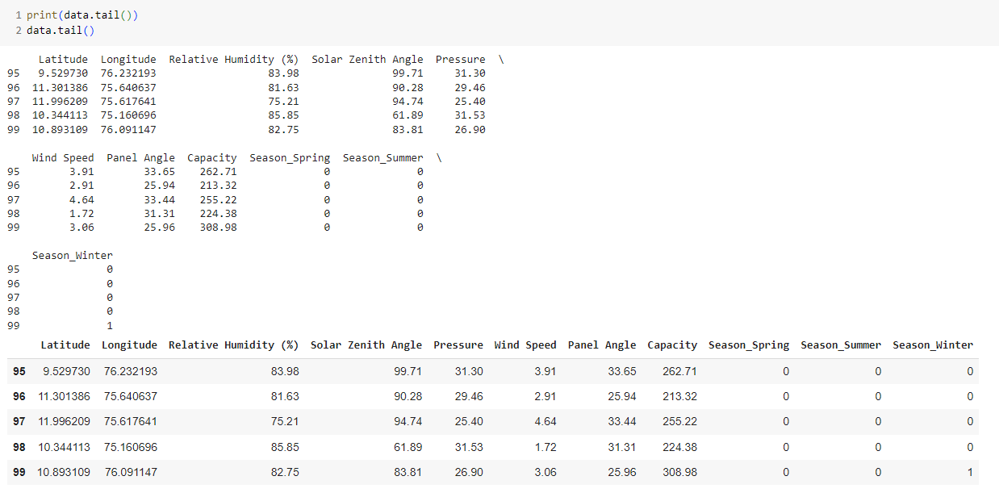 1 print(data.tail())
2 data.tail()
Latitude Longitude Relative Humidity (%) Solar Zenith Angle Pressure \
95 9.529730 76.232193 83.98 99.71 31.30
96 11.301386 75.640637 81.63 90.28 29.46
97 11.996209 75.617641 75.21 94.74 25.40
98 10.344113 75.160696 85.85 61.89 31.53
99 10.893109 76.091147 82.75 83.81 26.90
Wind Speed Panel Angle Capacity Season_Spring Season_Summer \
95 3.91 33.65 262.71 0 0
96 2.91 25.94 213.32 0 0
97 4.64 33.44 255.22 0 0
98 1.72 31.31 224.38 0 0
99 3.06 25.96 308.98 0 0
Season_Winter
95 0
96 0
97 0
98 0
99 1
Latitude Longitude Relative Humidity (%) Solar Zenith Angle Pressure Wind Speed Panel Angle Capacity Season_Spring Season_Summer Season_Winter
95 9.529730 76.232193 83.98 99.71 31.30 3.91 33.65 262.71 0 0 0
96 11.301386 75.640637 81.63 90.28 29.46 2.91 25.94 213.32 0 0 0
97 11.996209 75.617641 75.21 94.74 25.40 4.64 33.44 255.22 0 0 0
98 10.344113 75.160696 85.85 61.89 31.53 1.72 31.31 224.38 0 0 0
99 10.893109 76.091147 82.75 83.81 26.90 3.06 25.96 308.98 0 0 1